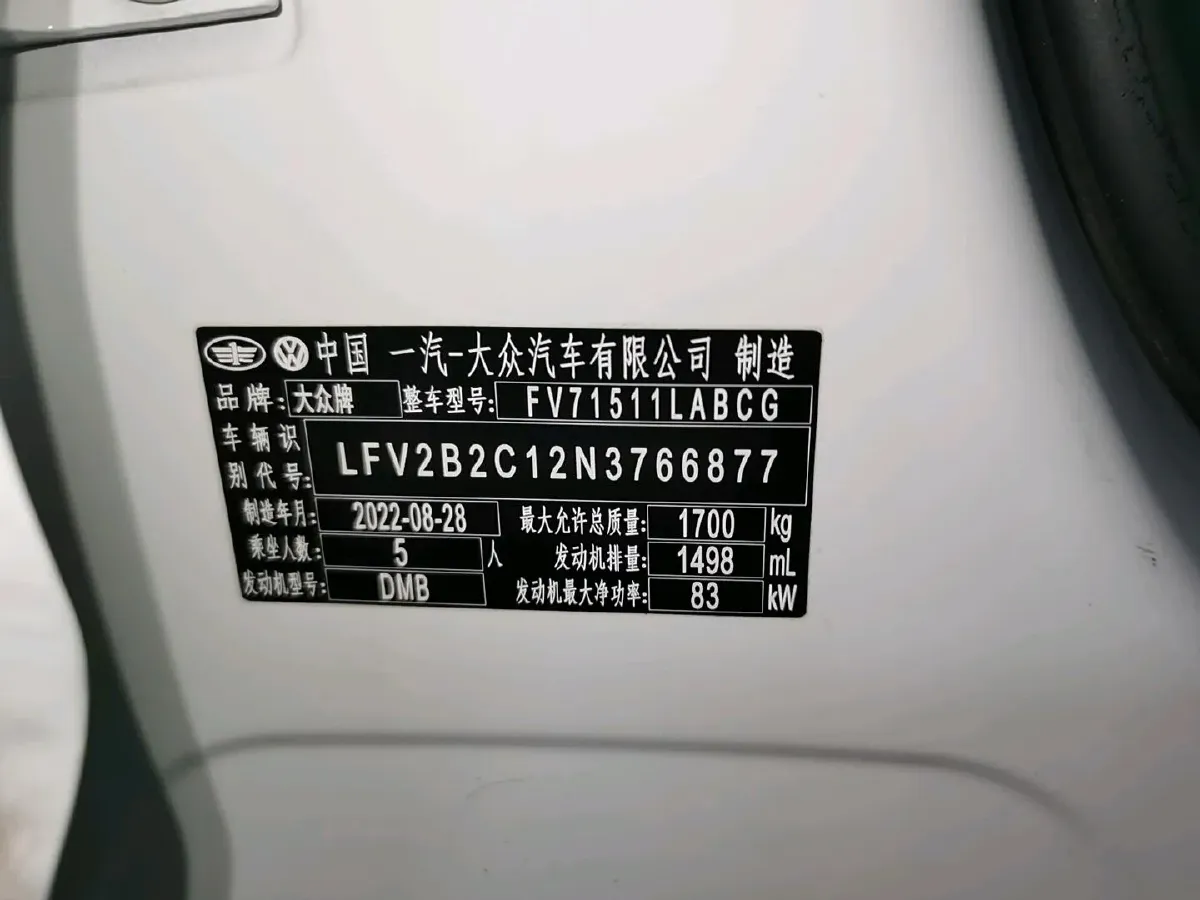 中国 一汽-大众汽车有限公司 制造
品牌: 大众牌 整车型号: FV71511LABCG
车辆识别代号: LFV2B2C12N3766877
制造年月: 2022-08-28 最大允许总质量: 1700 kg
乘坐人数: 5 人 发动机排量: 1498 mL
发动机型号: DMB 发动机最大净功率: 83 kW